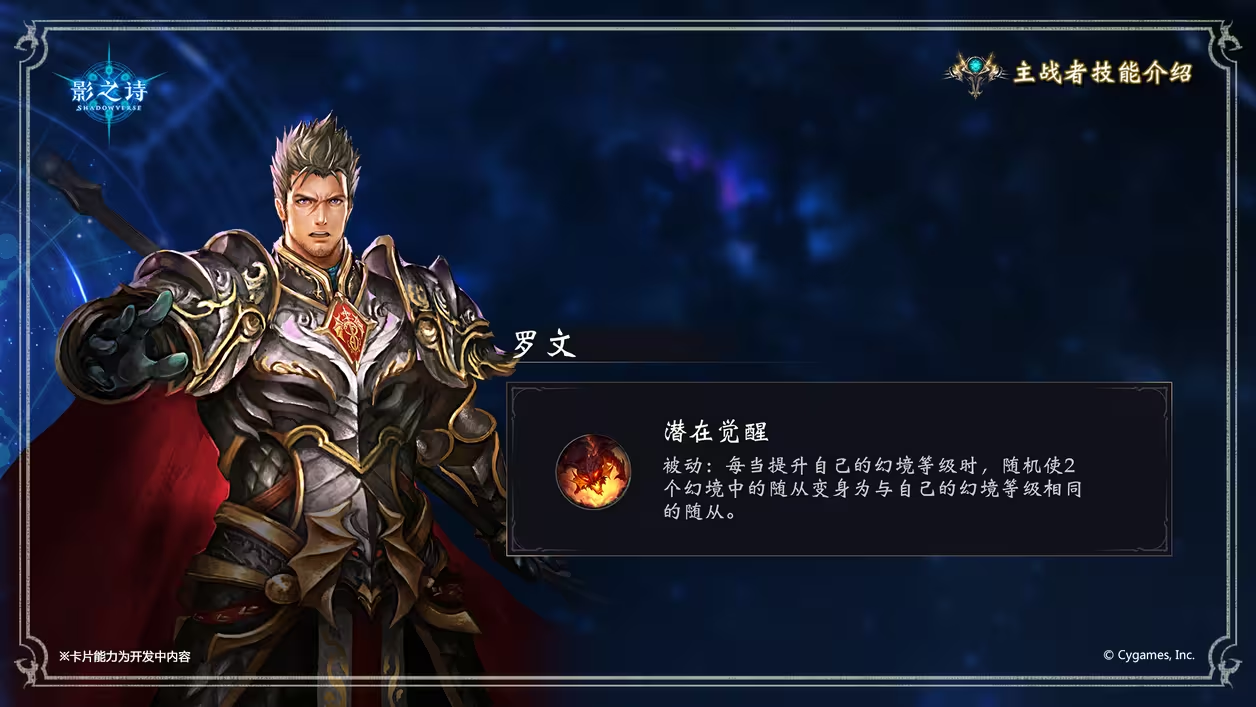 影之诗
SHADOWVERSE
主战者技能介绍
罗文
潜在觉醒
被动：每当提升自己的幻境等级时，随机使2
个幻境中的随从变身为与自己的幻境等级相同
的随从。
※卡片能力为开发中内容
© Cygames, Inc.